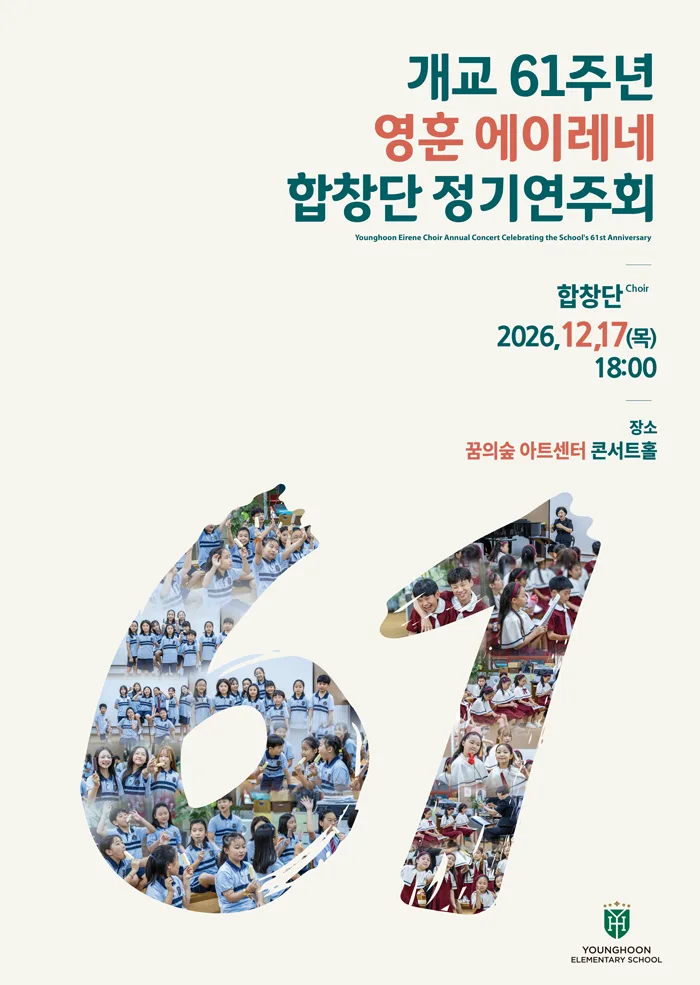 개교 61주년
영훈 에이레네
합창단 정기연주회
Younghoon Eirene Choir Annual Concert Celebrating the School's 61st Anniversary
합창단 Choir
2026,12,17(목)
18:00
장소
꿈의숲 아트센터 콘서트홀
61
YOUNGHOON
ELEMENTARY SCHOOL